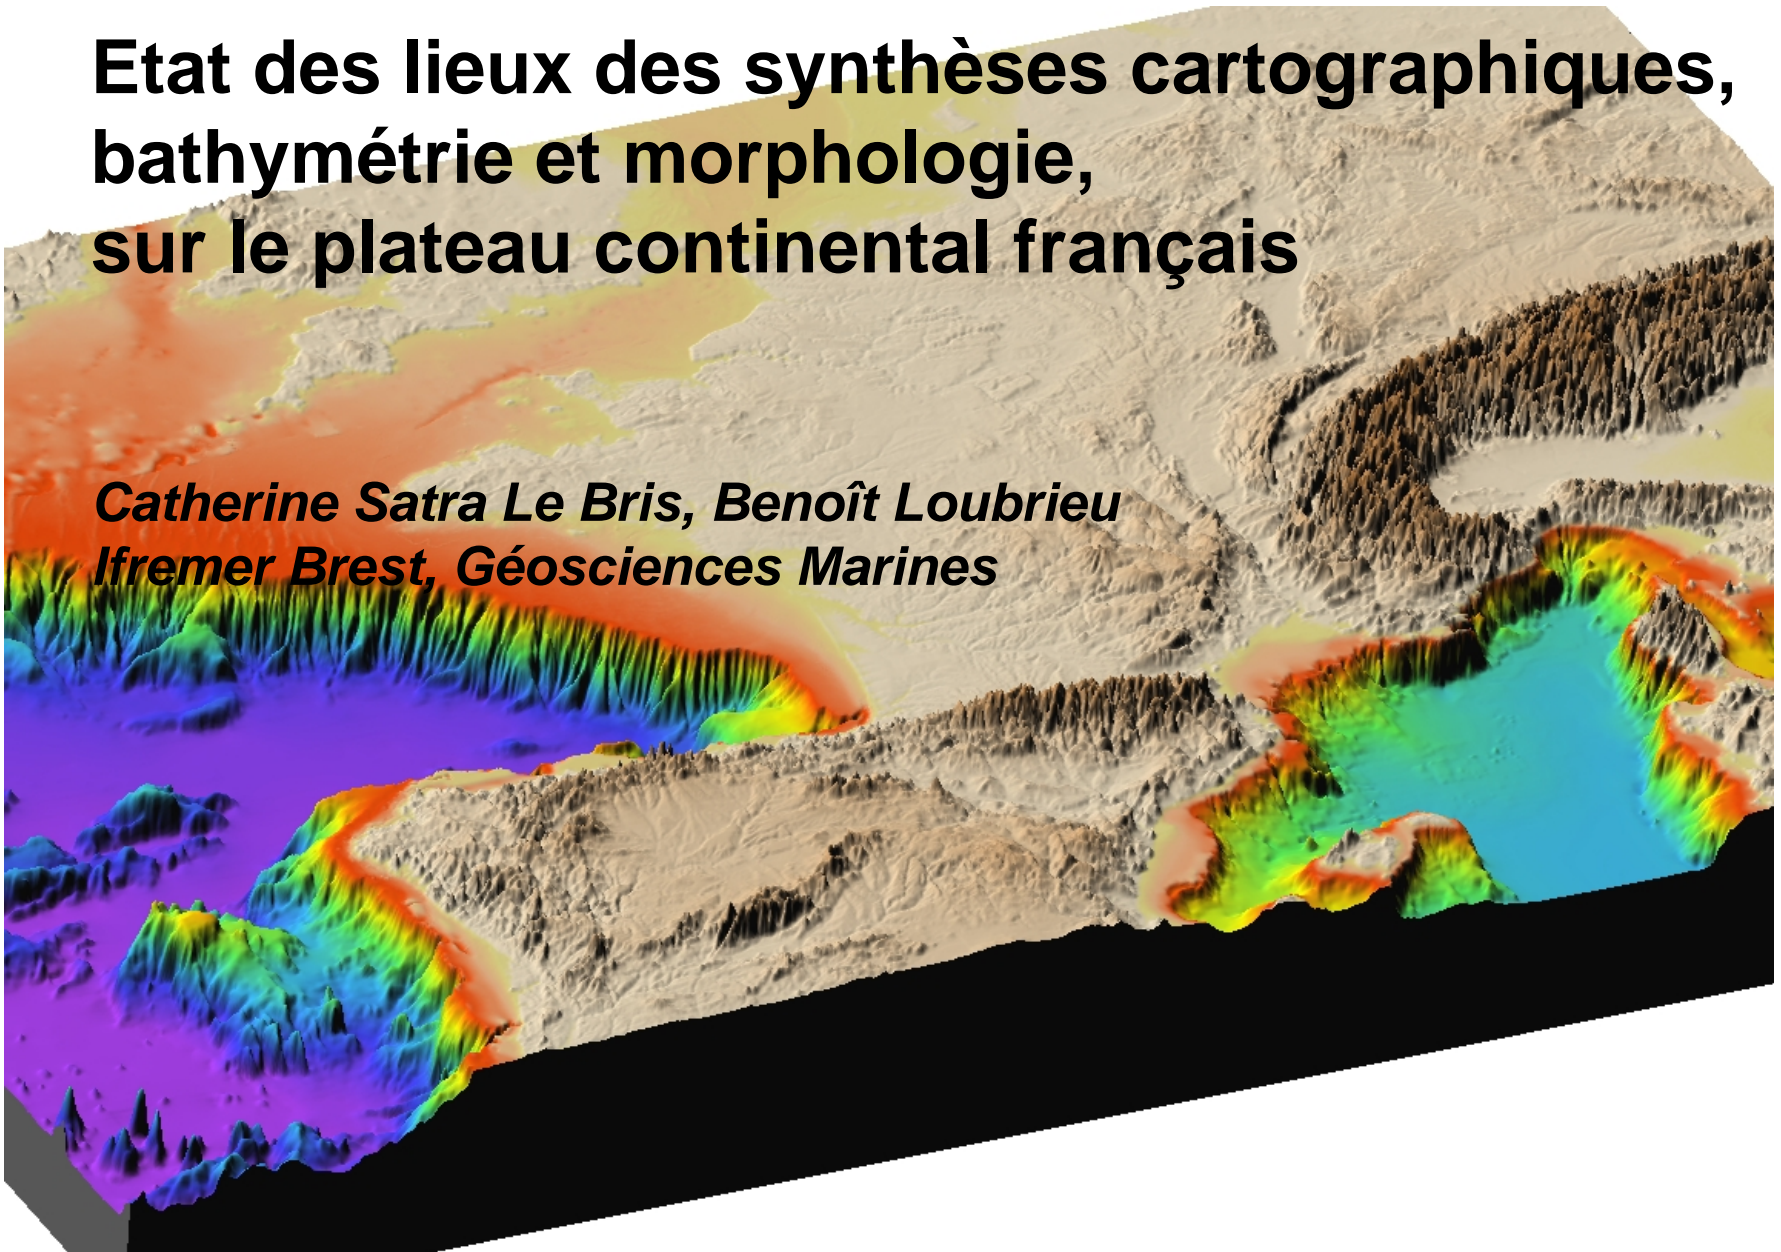 Etat des lieux des synthèses cartographiques,
bathymétrie et morphologie,
sur le plateau continental français
Catherine Satra Le Bris, Benoît Loubrieu
Ifremer Brest, Géosciences Marines